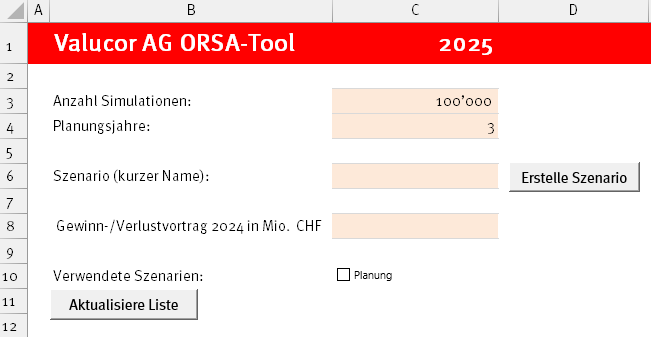 A B C D
1 Valucor AG ORSA-Tool 2025
2
3 Anzahl Simulationen: 100’000
4 Planungsjahre: 3
5
6 Szenario (kurzer Name): Erstelle Szenario
7
8 Gewinn-/Verlustvortrag 2024 in Mio. CHF
9
10 Verwendete Szenarien: Planung
11 Aktualisiere Liste
12